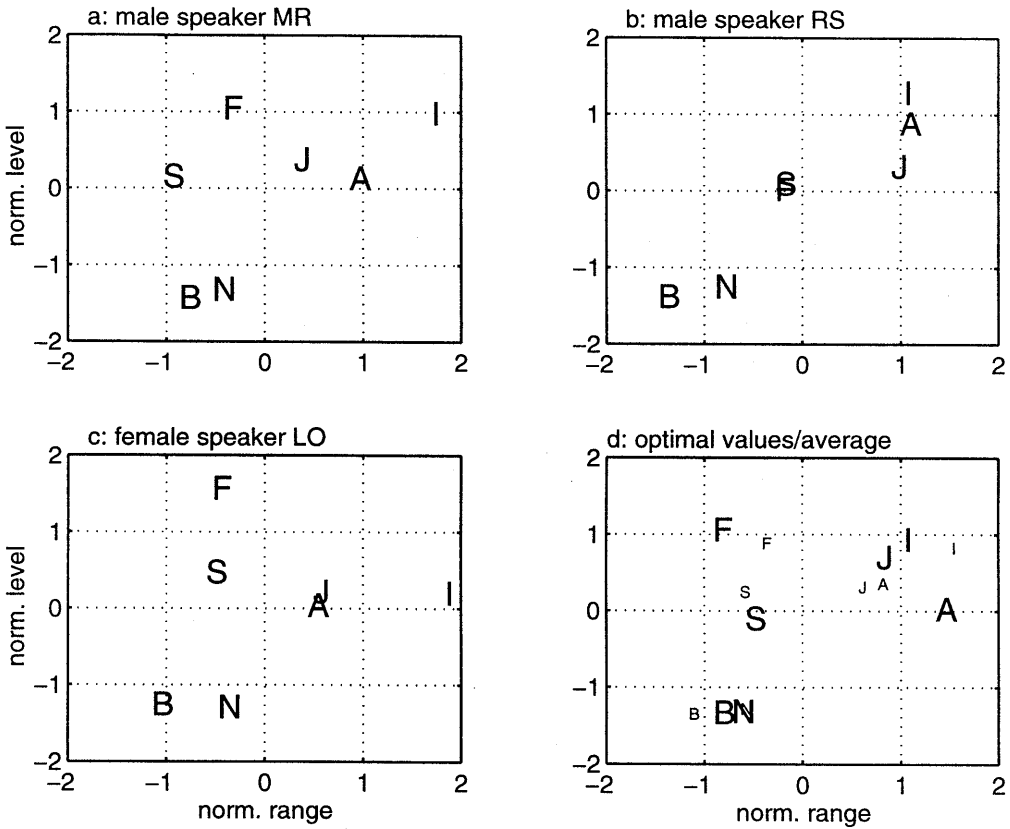 a: male speaker MR
norm. level
2
1
0
−1
−2
−2 −1 0 1 2
F
I
J
S
A
N
B
b: male speaker RS
2
1
0
−1
−2
−2 −1 0 1 2
I
A
J
S
F
N
B
c: female speaker LO
norm. level
2
1
0
−1
−2
−2 −1 0 1 2
norm. range
F
S
J
I
A
B
N
d: optimal values/average
2
1
0
−1
−2
−2 −1 0 1 2
norm. range
F
F
I
I
J
J
A
S
S
A
B
B
N
N